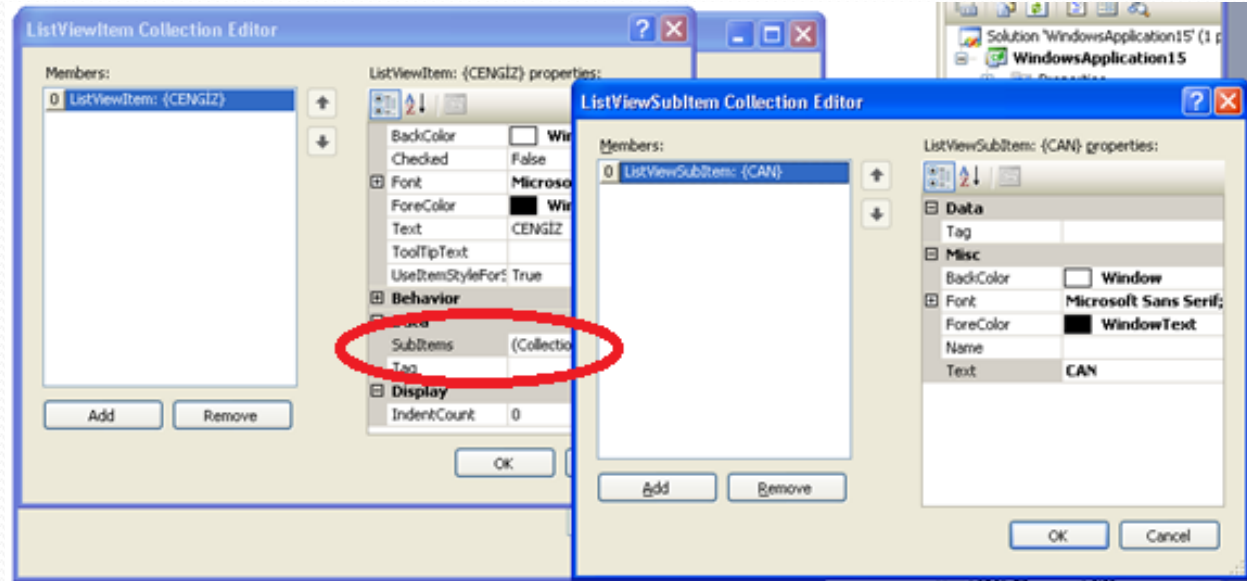 ListViewItem Collection Editor
Members:
0 ListViewItem: {CENGİZ}
Add Remove
ListViewItem: {CENGİZ} properties:
BackColor
Checked False
Font
ForeColor
Text CENGİZ
ToolTipText
True
Behavior
Data
SubItems
Tag
Display
IndentCount 0
OK
Solution 'WindowsApplication15' (1 p
WindowsApplication15
Properties
ListViewSubItem Collection Editor
Members:
0 ListViewSubItem: {CAN}
Add Remove
ListViewSubItem: {CAN} properties:
Data
Tag
Misc
BackColor Window
Font Microsoft Sans Serif;
ForeColor WindowText
Name
Text CAN
OK Cancel